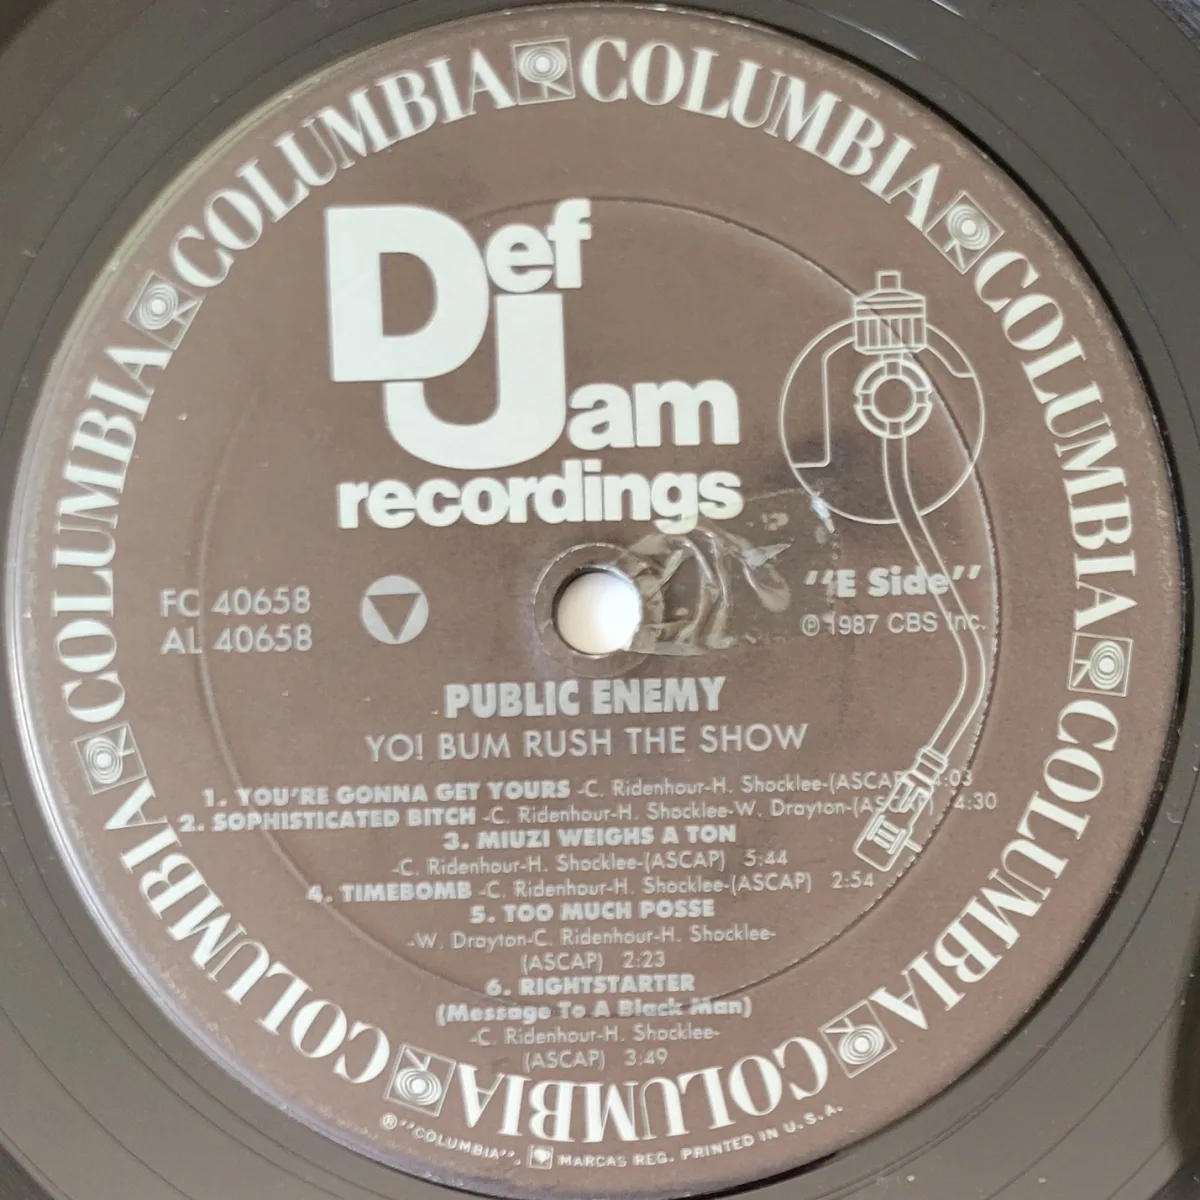 COLUMBIA COLUMBIA COLUMBIA COLUMBIA COLUMBIA COLUMBIA COLUMBIA COLUMBIA
Def
Jam
recordings
FC 40658
AL 40658
"E Side"
℗ 1987 CBS Inc.
PUBLIC ENEMY
YO! BUM RUSH THE SHOW
1. YOU'RE GONNA GET YOURS -C. Ridenhour-H. Shocklee-(ASCAP) 4:03
2. SOPHISTICATED BITCH -C. Ridenhour-H. Shocklee-W. Drayton-(ASCAP) 4:30
3. MIUZI WEIGHS A TON
-C. Ridenhour-H. Shocklee-(ASCAP) 5:44
4. TIMEBOMB -C. Ridenhour-H. Shocklee-(ASCAP) 2:54
5. TOO MUCH POSSE
-W. Drayton-C. Ridenhour-H. Shocklee-
(ASCAP) 2:23
6. RIGHTSTARTER
(Message To A Black Man)
-C. Ridenhour-H. Shocklee-
(ASCAP) 3:49
® "COLUMBIA", MARCAS REG. PRINTED IN U.S.A.